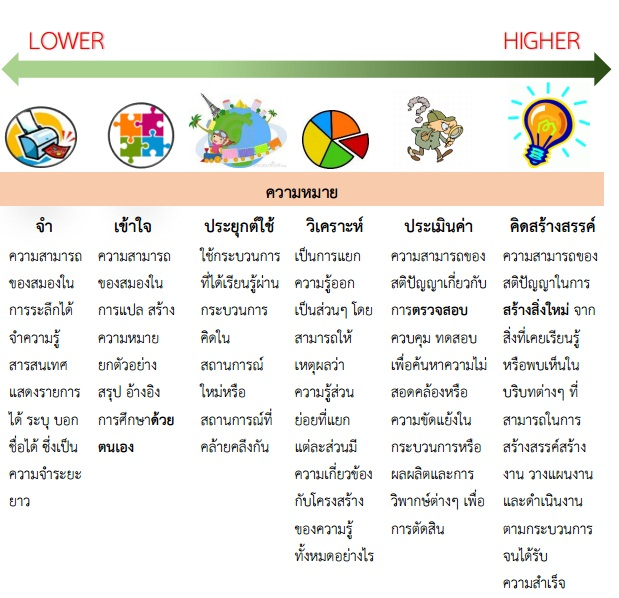 LOWER
HIGHER
ความหมาย
จำ
ความสามารถ
ของสมองใน
การระลึกได้
จำความรู้
สารสนเทศ
แสดงรายการ
ได้ ระบุ บอก
ชื่อได้ ซึ่งเป็น
ความจำระยะ
ยาว
เข้าใจ
ความสามารถ
ของสมองใน
การแปล สร้าง
ความหมาย
ยกตัวอย่าง
สรุป อ้างอิง
การศึกษาด้วย
ตนเอง
ประยุกต์ใช้
ใช้กระบวนการ
ที่ได้เรียนรู้ผ่าน
กระบวนการ
คิดใน
สถานการณ์
ใหม่หรือ
สถานการณ์ที่
คล้ายคลึงกัน
วิเคราะห์
เป็นการแยก
ความรู้ออก
เป็นส่วนๆ โดย
สามารถให้
เหตุผลว่า
ความรู้ส่วน
ย่อยที่แยก
แต่ละส่วนมี
ความเกี่ยวข้อง
กับโครงสร้าง
ของความรู้
ทั้งหมดอย่างไร
ประเมินค่า
ความสามารถของ
สติปัญญาเกี่ยวกับ
การตรวจสอบ
ควบคุม ทดสอบ
เพื่อค้นหาความไม่
สอดคล้องหรือ
ความขัดแย้งใน
กระบวนการหรือ
ผลผลิตและการ
วิพากษ์ต่างๆ เพื่อ
การตัดสิน
คิดสร้างสรรค์
ความสามารถของ
สติปัญญาในการ
สร้างสิ่งใหม่ จาก
สิ่งที่เคยเรียนรู้
หรือพบเห็นใน
บริบทต่างๆ ที่
สามารถในการ
สร้างสรรค์สร้าง
งาน วางแผนงาน
และดำเนินงาน
ตามกระบวนการ
จนได้รับ
ความสำเร็จ